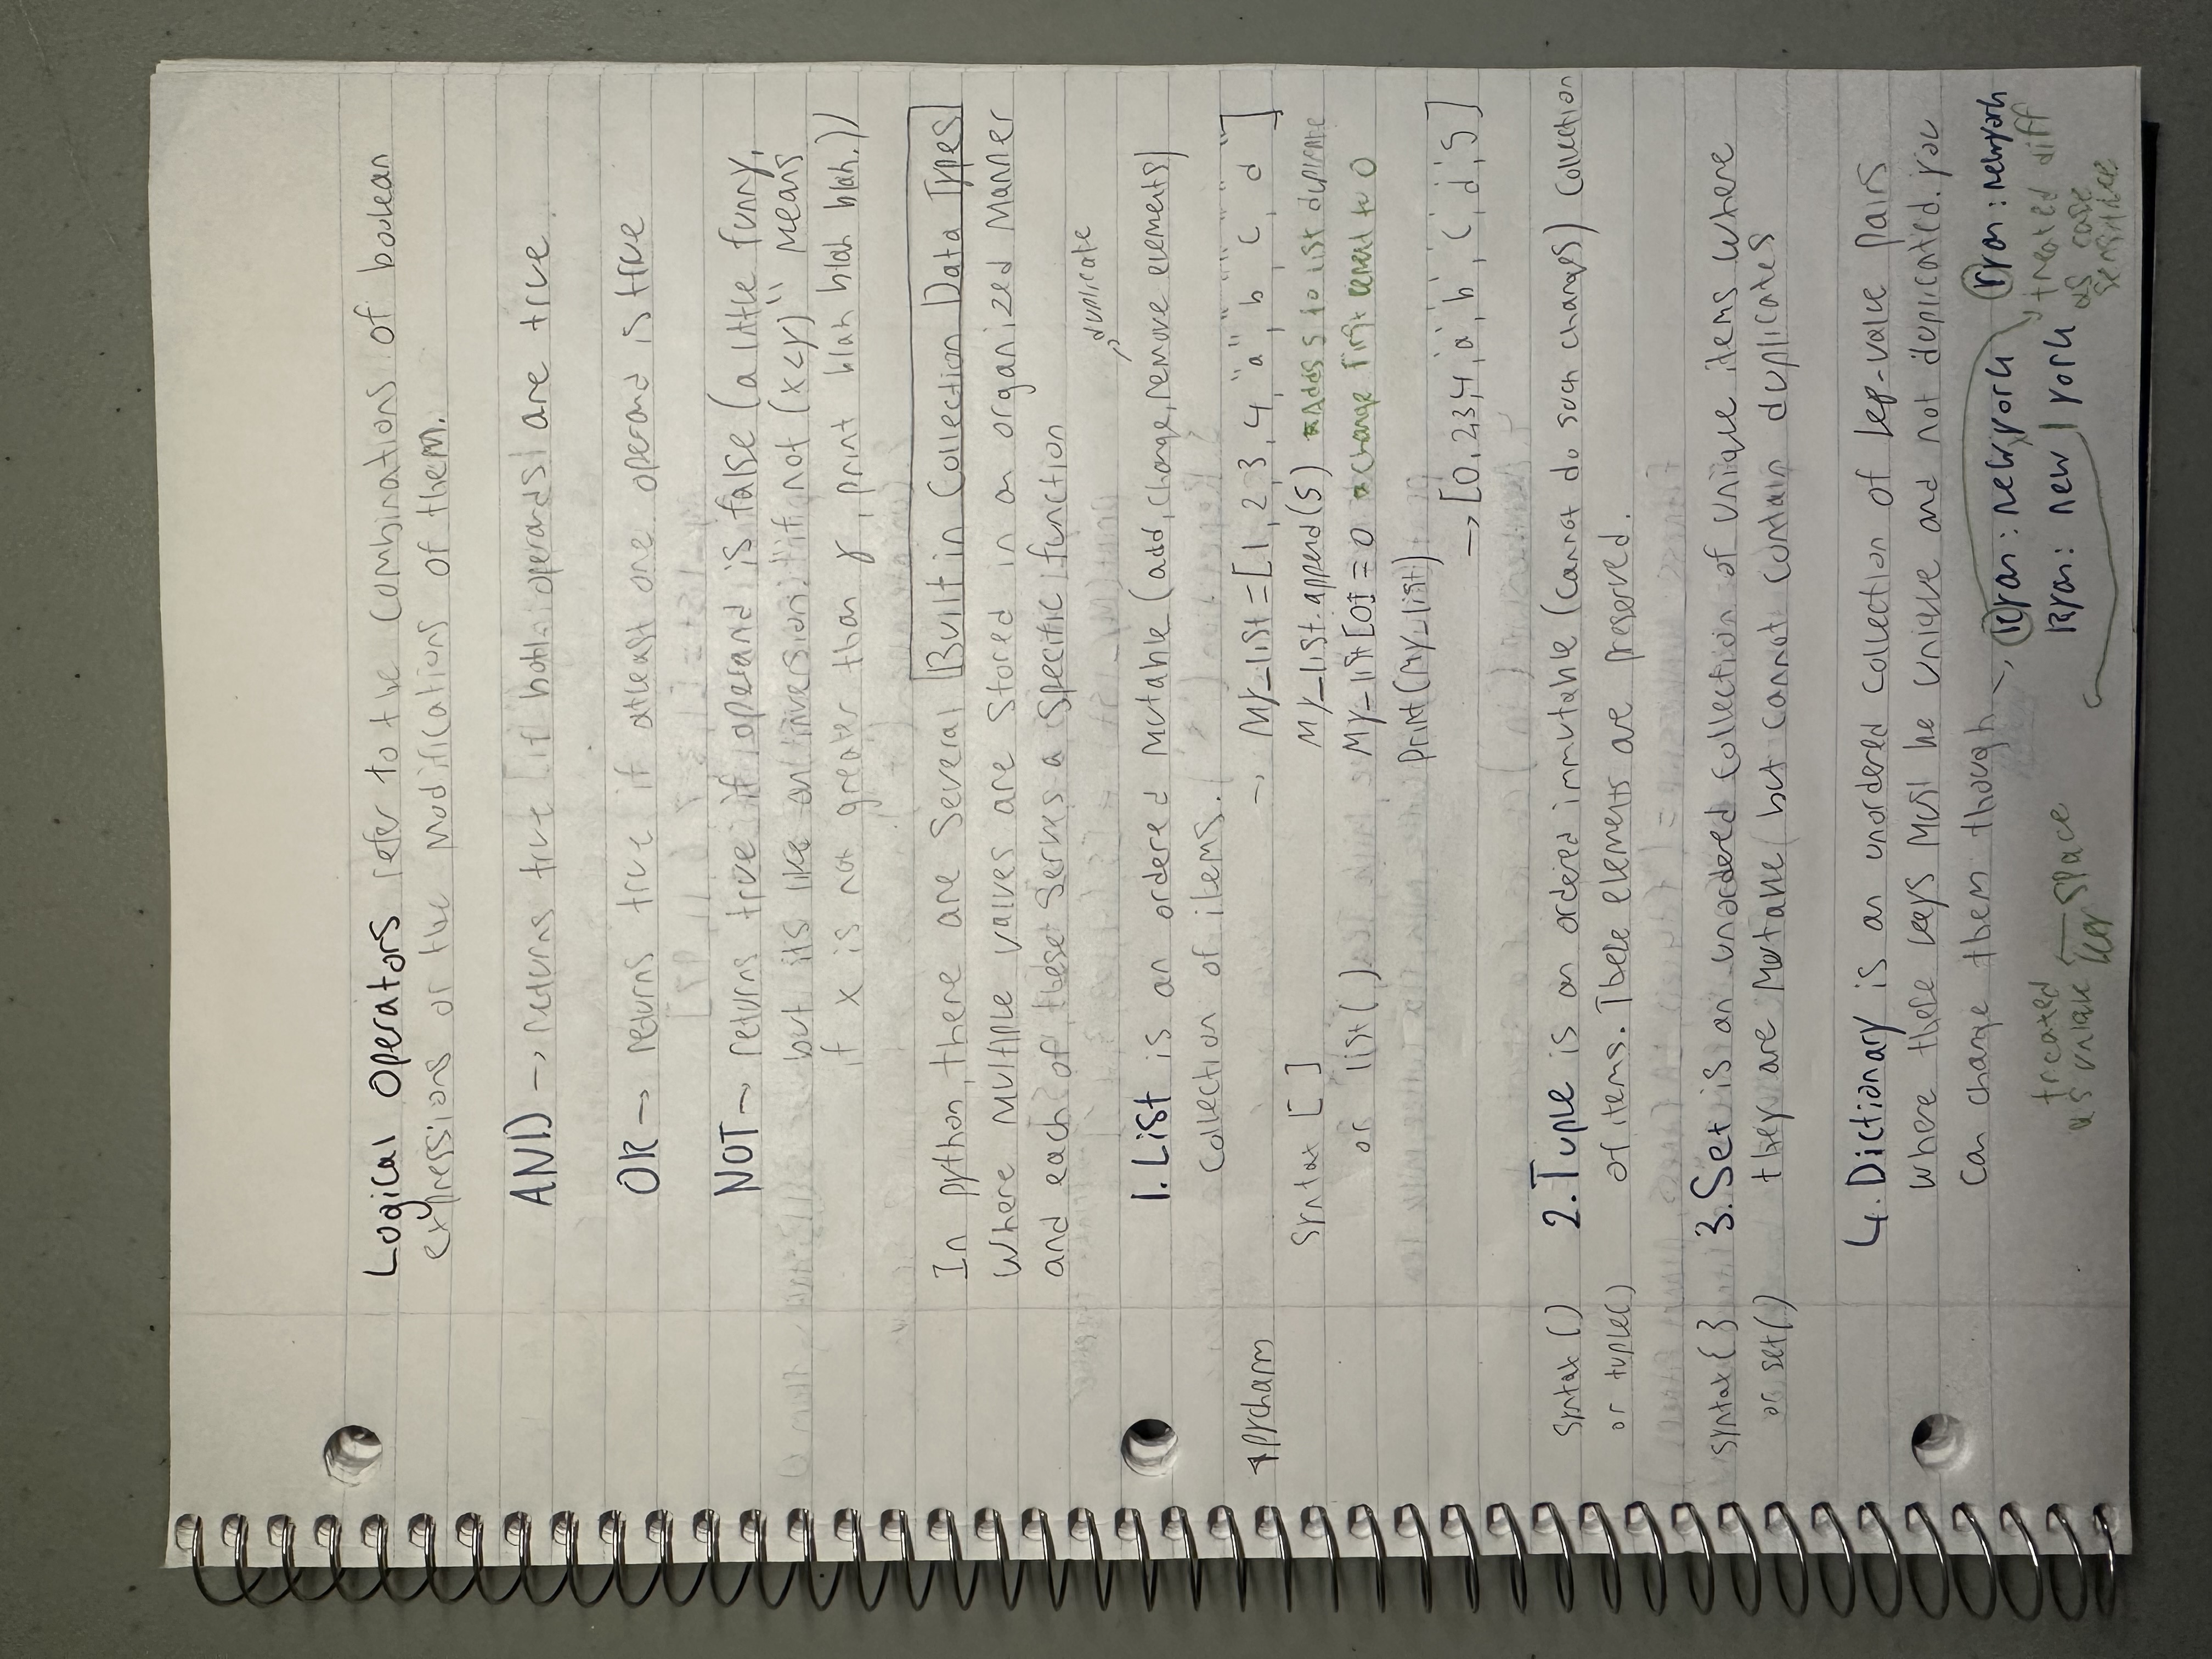 Logical Operators refer to the combinations of boolean
expressions or the modifications of them.
AND → returns true if both operands are true
OR → returns true if atleast one operand is true
NOT → returns true if operand is false (a little funny,
but its like an inversion. "if not (x<y)" means
if x is not greater than y, print blah blah blah.))
In python, there are several Built in Collection Data Types
where multiple values are stored in an organized manner
and each of these serves a specific function
duplicate
1. List is an ordered mutable (add, change, remove elements)
collection of items.
pycharm
→ My_list = [1, 2, 3, 4, "a", "b", "c", "d"]
syntax [ ]
My_list.append(5) Adds 5 to list duplicate
or list( )
My_list[0] = 0 change first element to 0
print(My_list)
→ [0, 2,3,4, 'a', 'b', 'c', 'd', 5]
syntax ()
2. Tuple is an ordered immutable (cannot do such changes) collection
or tuple()
of items. These elements are preserved.
syntax { }
3. Set is an unordered collection of unique items where
or set()
they are mutable but cannot contain duplicates
4. Dictionary is an unordered collection of key-value pairs
where these keys must be unique and not duplicated. you
can change them though → Ryan: newyork ryan: newyork
treated as unique key ← space
Ryan: new | york
treated diff
as case
sensitive